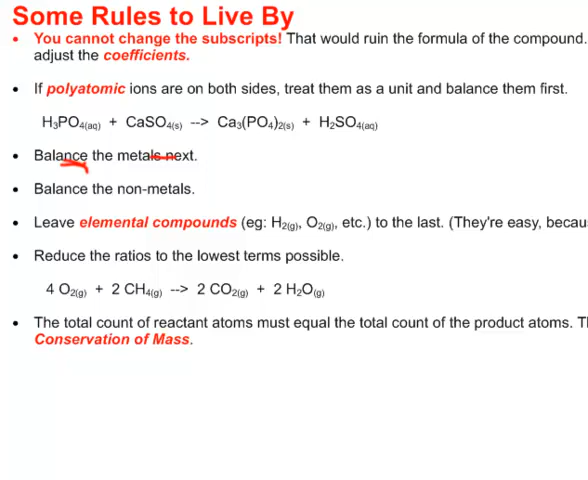 Some Rules to Live By
• You cannot change the subscripts! That would ruin the formula of the compound.
adjust the coefficients.
• If polyatomic ions are on both sides, treat them as a unit and balance them first.
H₃PO₄₍aq₎ + CaSO₄₍s₎ --> Ca₃(PO₄)₂₍s₎ + H₂SO₄₍aq₎
• Balance the metals next.
• Balance the non-metals.
• Leave elemental compounds (eg: H₂₍g₎, O₂₍g₎, etc.) to the last. (They're easy, becau
• Reduce the ratios to the lowest terms possible.
4 O₂₍g₎ + 2 CH₄₍g₎ --> 2 CO₂₍g₎ + 2 H₂O₍g₎
• The total count of reactant atoms must equal the total count of the product atoms. T
Conservation of Mass.